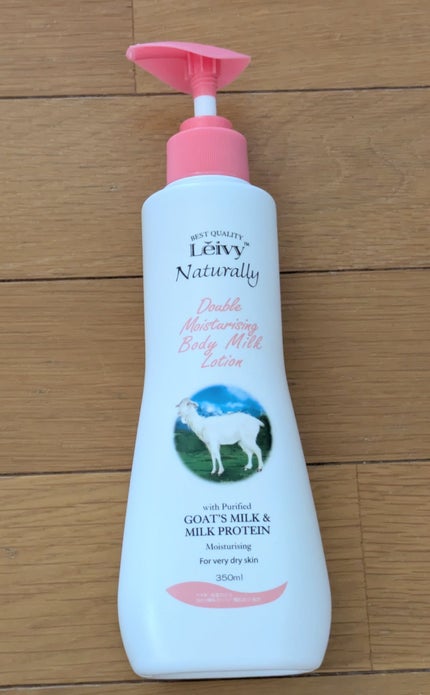 BEST QUALITY
Lěivy™
Naturally
Double
Moisturising
Body Milk
Lotion
with Purified
GOAT'S MILK &
MILK PROTEIN
Moisturising
For very dry skin
350ml